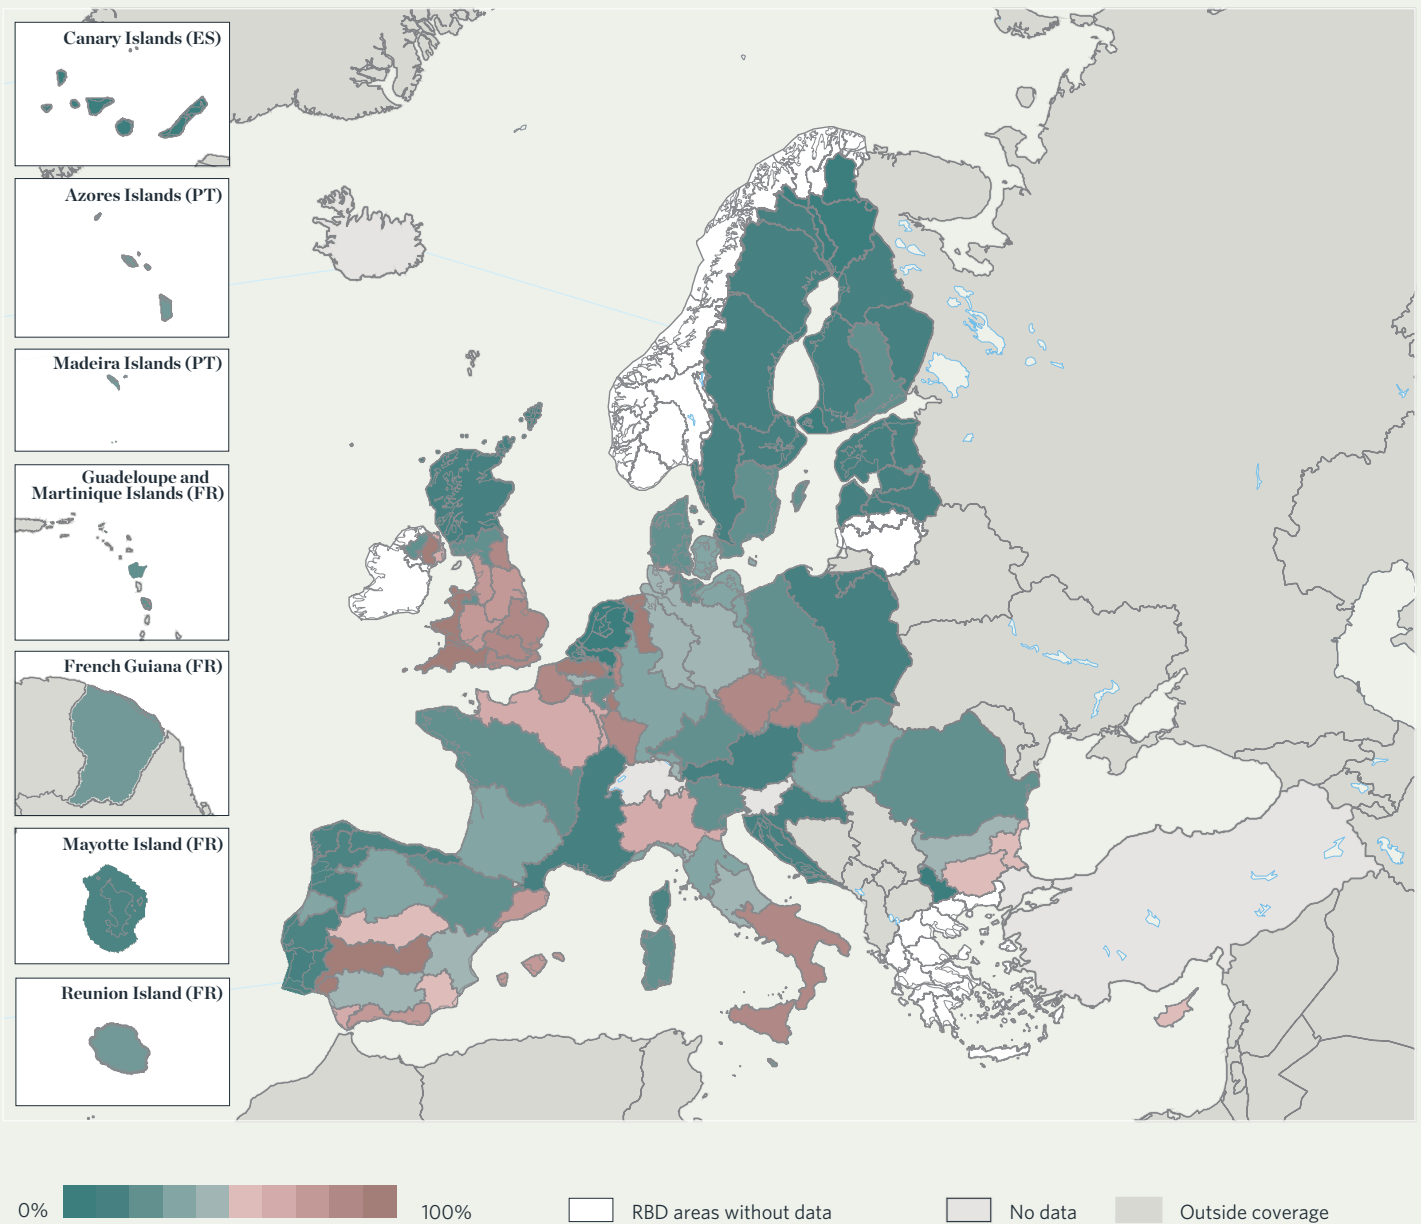 Canary Islands (ES)
Azores Islands (PT)
Madeira Islands (PT)
Guadeloupe and
Martinique Islands (FR)
French Guiana (FR)
Mayotte Island (FR)
Reunion Island (FR)
0%
100%
RBD areas without data
No data
Outside coverage